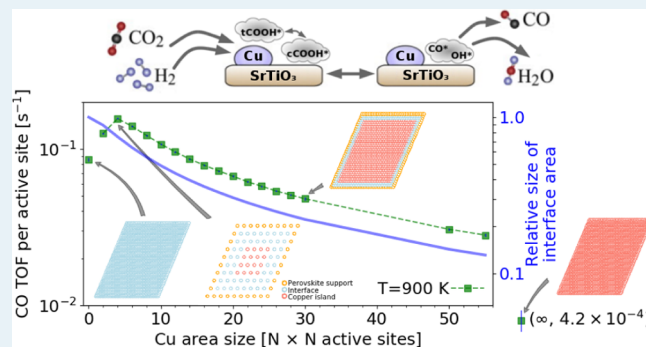 CO₂
H2
tCOOH*
cCOOH*
Cu
SrTiO₃
Cu
CO*
OH*
SrTiO₃
CO
H2O
CO TOF per active site [s⁻¹]
10⁻¹
10⁻²
0
10
20
30
40
50
Cu area size [N × N active sites]
1.0
0.1
Relative size of
interface area
Perovskite support
Interface
Copper island
T=900 K
(∞, 4.2 × 10⁻⁴)